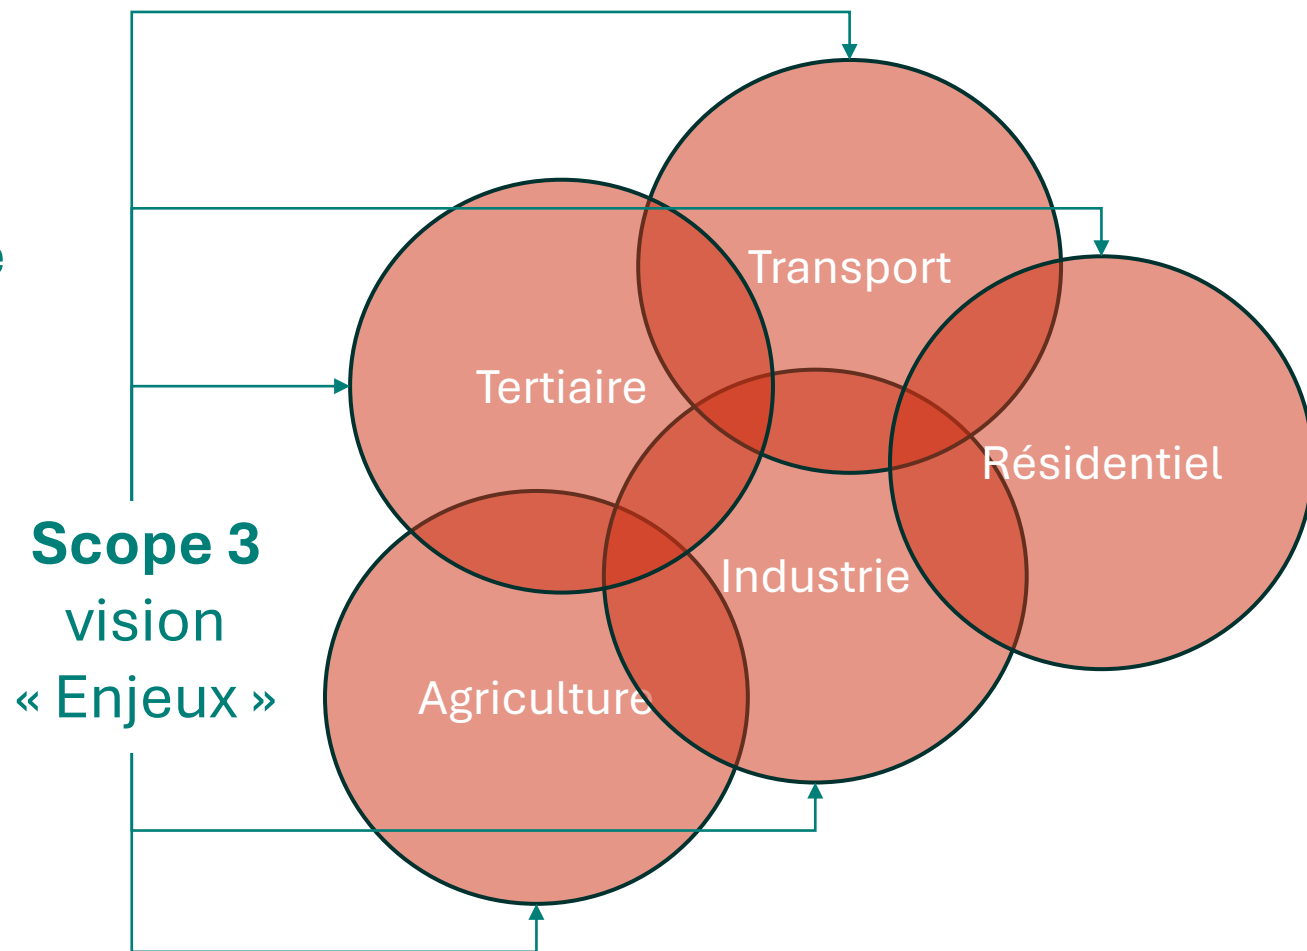 Transport
Tertiaire
Résidentiel
Scope 3
vision
« Enjeux »
Industrie
Agriculture